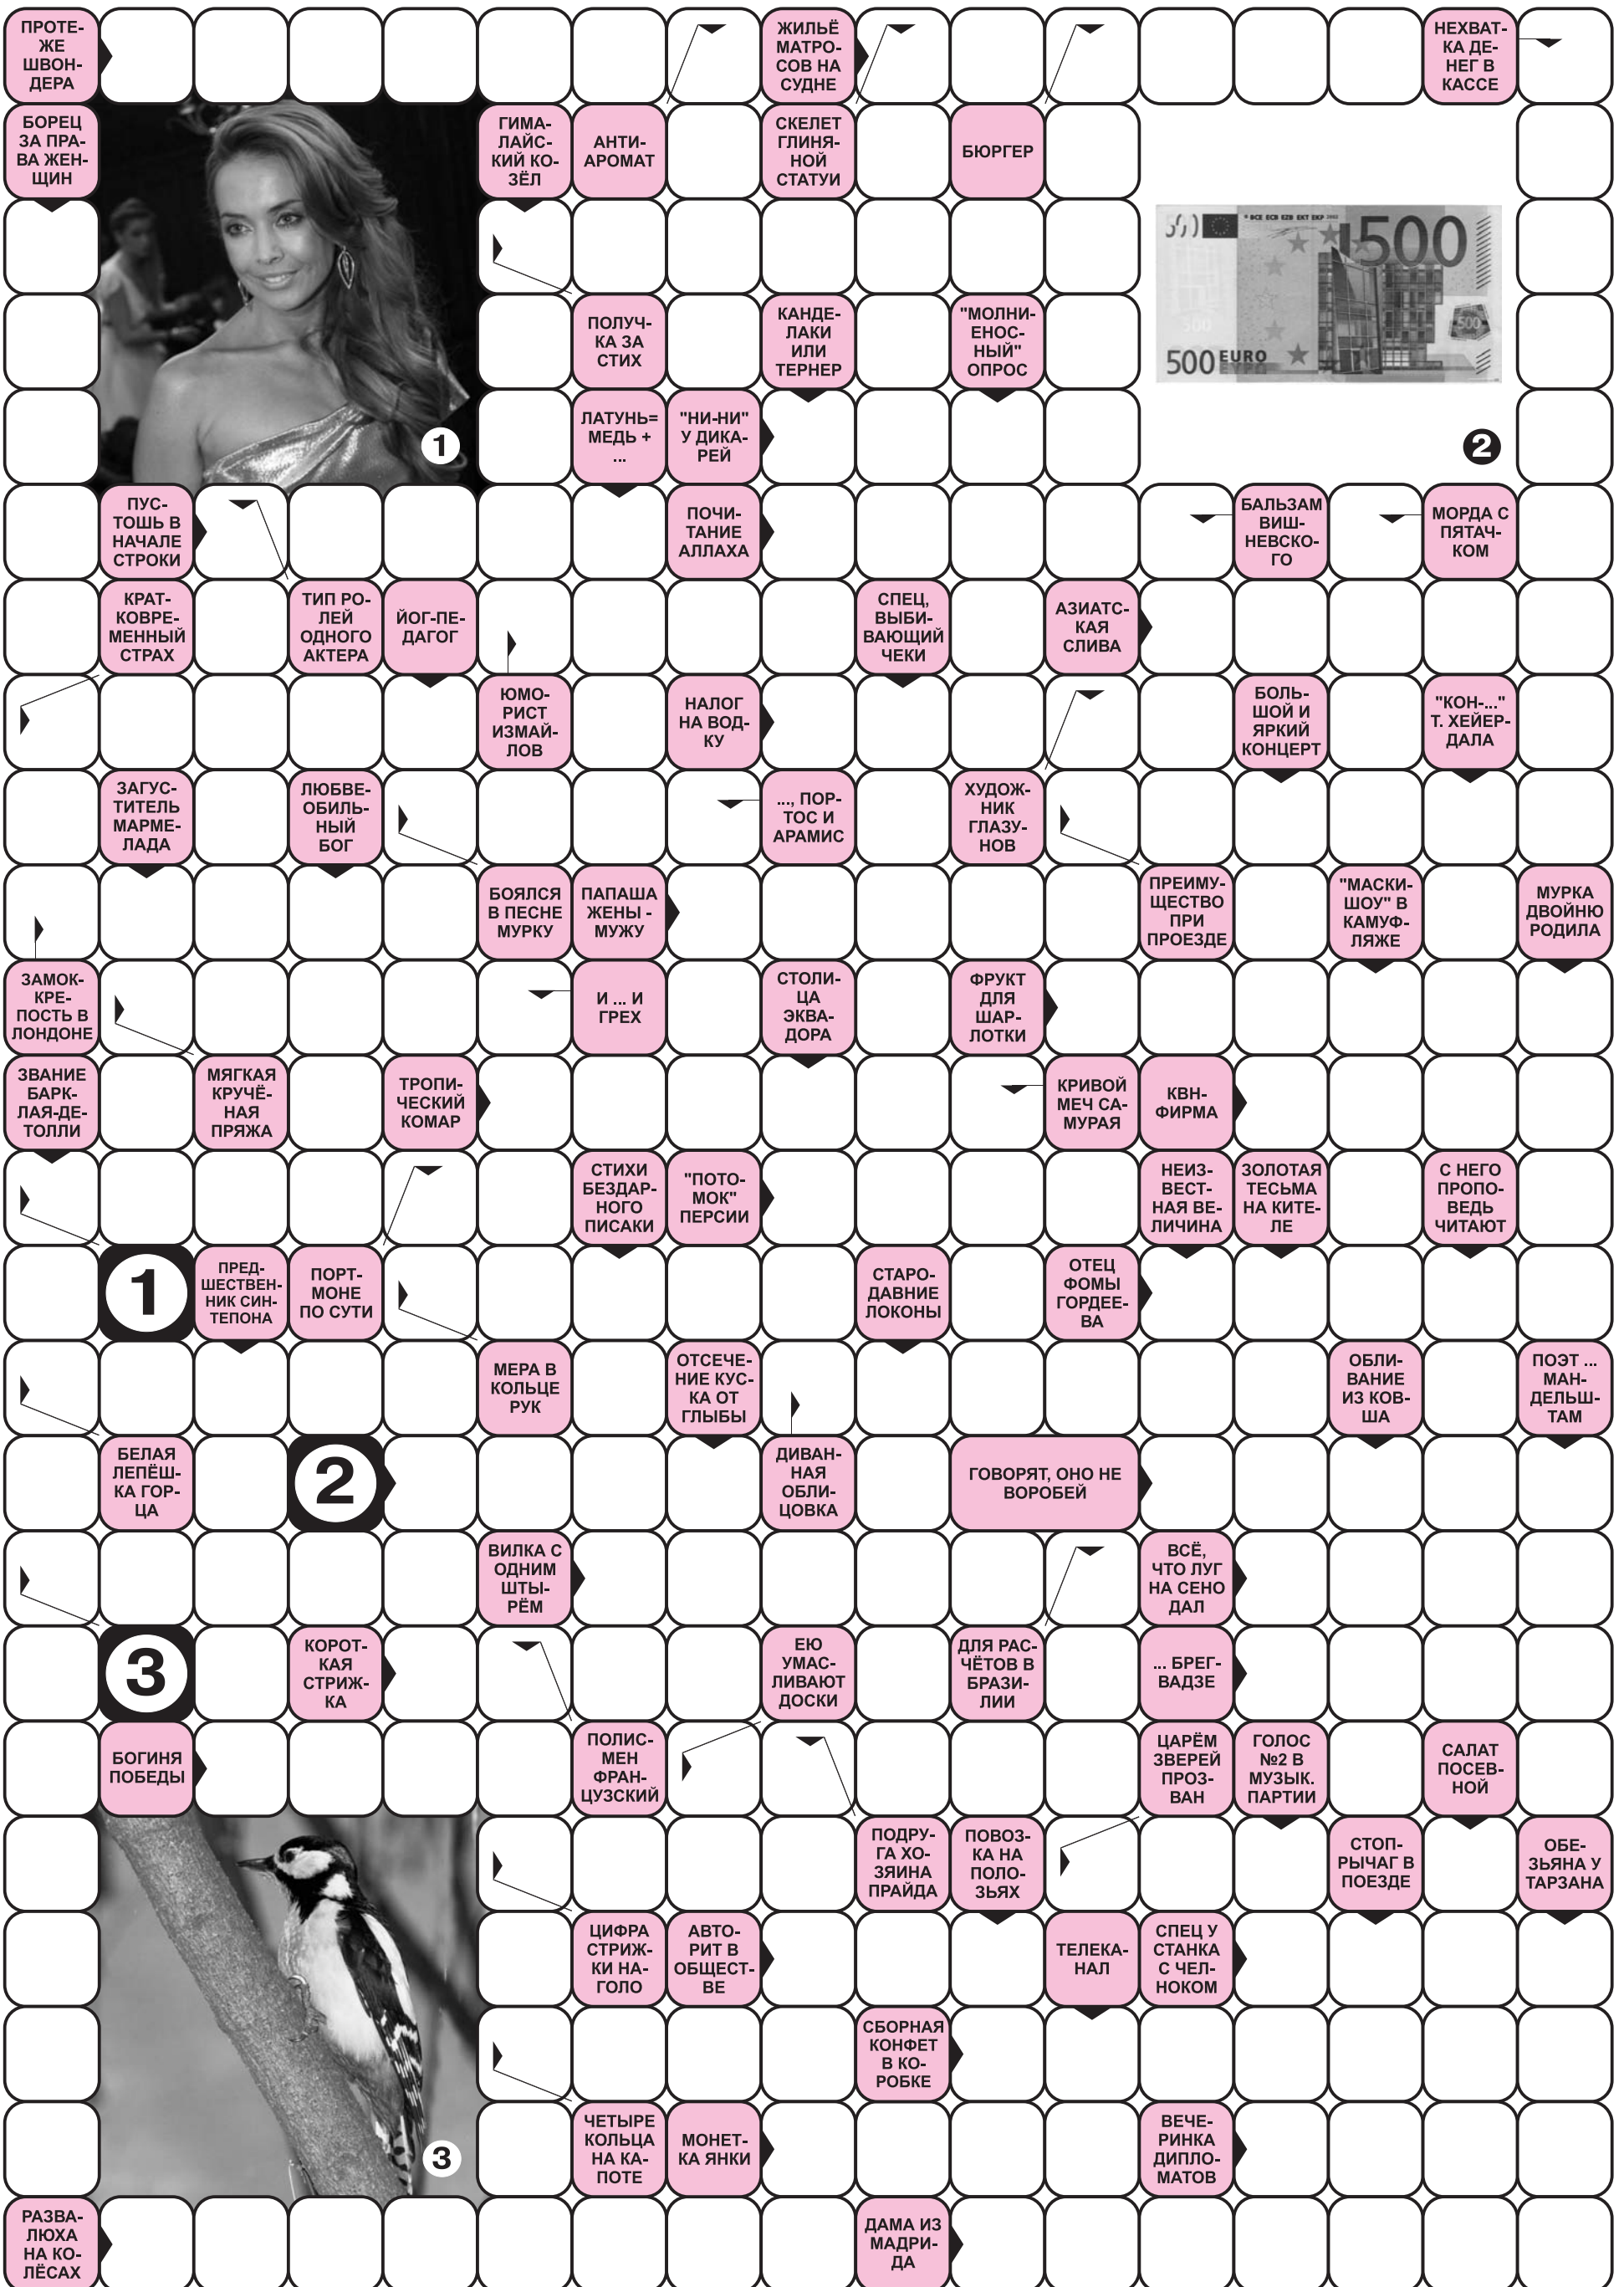 ПРОТЕ-
ЖЕ
ШВОН-
ДЕРА
ЖИЛЬЁ
МАТРО-
СОВ НА
СУДНЕ
НЕХВАТ-
КА ДЕ-
НЕГ В
КАССЕ
БОРЕЦ
ЗА ПРА-
ВА ЖЕН-
ЩИН
ГИМА-
ЛАЙС-
КИЙ КО-
ЗЁЛ
АНТИ-
АРОМАТ
СКЕЛЕТ
ГЛИНЯ-
НОЙ
СТАТУИ
БЮРГЕР
BCE ECB EZB EKT EKP 2002
500
500
500
500 EURO
ΕΥΡΩ
ПОЛУЧ-
КА ЗА
СТИХ
КАНДЕ-
ЛАКИ
ИЛИ
ТЕРНЕР
"МОЛНИ-
ЕНОС-
НЫЙ"
ОПРОС
1
ЛАТУНЬ=
МЕДЬ +
...
"НИ-НИ"
У ДИКА-
РЕЙ
2
ПУС-
ТОШЬ В
НАЧАЛЕ
СТРОКИ
ПОЧИ-
ТАНИЕ
АЛЛАХА
БАЛЬЗАМ
ВИШ-
НЕВСКО-
ГО
МОРДА С
ПЯТАЧ-
КОМ
КРАТ-
КОВРЕ-
МЕННЫЙ
СТРАХ
ТИП РО-
ЛЕЙ
ОДНОГО
АКТЕРА
ЙОГ-ПЕ-
ДАГОГ
СПЕЦ,
ВЫБИ-
ВАЮЩИЙ
ЧЕКИ
АЗИАТС-
КАЯ
СЛИВА
ЮМО-
РИСТ
ИЗМАЙ-
ЛОВ
НАЛОГ
НА ВОД-
КУ
БОЛЬ-
ШОЙ И
ЯРКИЙ
КОНЦЕРТ
"КОН-..."
Т. ХЕЙЕР-
ДАЛА
ЗАГУС-
ТИТЕЛЬ
МАРМЕ-
ЛАДА
ЛЮБВЕ-
ОБИЛЬ-
НЫЙ
БОГ
..., ПОР-
ТОС И
АРАМИС
ХУДОЖ-
НИК
ГЛАЗУ-
НОВ
БОЯЛСЯ
В ПЕСНЕ
МУРКУ
ПАПАША
ЖЕНЫ -
МУЖУ
ПРЕИМУ-
ЩЕСТВО
ПРИ
ПРОЕЗДЕ
"МАСКИ-
ШОУ" В
КАМУФ-
ЛЯЖЕ
МУРКА
ДВОЙНЮ
РОДИЛА
ЗАМОК-
КРЕ-
ПОСТЬ В
ЛОНДОНЕ
И ... И
ГРЕХ
СТОЛИ-
ЦА
ЭКВА-
ДОРА
ФРУКТ
ДЛЯ
ШАР-
ЛОТКИ
ЗВАНИЕ
БАРК-
ЛАЯ-ДЕ-
ТОЛЛИ
МЯГКАЯ
КРУЧЁ-
НАЯ
ПРЯЖА
ТРОПИ-
ЧЕСКИЙ
КОМАР
КРИВОЙ
МЕЧ СА-
МУРАЯ
КВН-
ФИРМА
СТИХИ
БЕЗДАР-
НОГО
ПИСАКИ
"ПОТО-
МОК"
ПЕРСИИ
НЕИЗ-
ВЕСТ-
НАЯ ВЕ-
ЛИЧИНА
ЗОЛОТАЯ
ТЕСЬМА
НА КИТЕ-
ЛЕ
С НЕГО
ПРОПО-
ВЕДЬ
ЧИТАЮТ
1
ПРЕД-
ШЕСТВЕН-
НИК СИН-
ТЕПОНА
ПОРТ-
МОНЕ
ПО СУТИ
СТАРО-
ДАВНИЕ
ЛОКОНЫ
ОТЕЦ
ФОМЫ
ГОРДЕЕ-
ВА
МЕРА В
КОЛЬЦЕ
РУК
ОТСЕЧЕ-
НИЕ КУС-
КА ОТ
ГЛЫБЫ
ОБЛИ-
ВАНИЕ
ИЗ КОВ-
ША
ПОЭТ ...
МАН-
ДЕЛЬШ-
ТАМ
БЕЛАЯ
ЛЕПЁШ-
КА ГОР-
ЦА
2
ДИВАН-
НАЯ
ОБЛИ-
ЦОВКА
ГОВОРЯТ, ОНО НЕ
ВОРОБЕЙ
ВИЛКА С
ОДНИМ
ШТЫ-
РЁМ
ВСЁ,
ЧТО ЛУГ
НА СЕНО
ДАЛ
3
КОРОТ-
КАЯ
СТРИЖ-
КА
ЕЮ
УМАС-
ЛИВАЮТ
ДОСКИ
ДЛЯ РАС-
ЧЁТОВ В
БРАЗИ-
ЛИИ
... БРЕГ-
ВАДЗЕ
БОГИНЯ
ПОБЕДЫ
ПОЛИС-
МЕН
ФРАН-
ЦУЗСКИЙ
ЦАРЁМ
ЗВЕРЕЙ
ПРОЗ-
ВАН
ГОЛОС
№2 В
МУЗЫК.
ПАРТИИ
САЛАТ
ПОСЕВ-
НОЙ
ПОДРУ-
ГА ХО-
ЗЯИНА
ПРАЙДА
ПОВОЗ-
КА НА
ПОЛО-
ЗЬЯХ
СТОП-
РЫЧАГ В
ПОЕЗДЕ
ОБЕ-
ЗЬЯНА У
ТАРЗАНА
ЦИФРА
СТРИЖ-
КИ НА-
ГОЛО
АВТО-
РИТ В
ОБЩЕСТ-
ВЕ
ТЕЛЕКА-
НАЛ
СПЕЦ У
СТАНКА
С ЧЕЛ-
НОКОМ
СБОРНАЯ
КОНФЕТ
В КО-
РОБКЕ
3
ЧЕТЫРЕ
КОЛЬЦА
НА КА-
ПОТЕ
МОНЕТ-
КА ЯНКИ
ВЕЧЕ-
РИНКА
ДИПЛО-
МАТОВ
РАЗВА-
ЛЮХА
НА КО-
ЛЁСАХ
ДАМА ИЗ
МАДРИ-
ДА